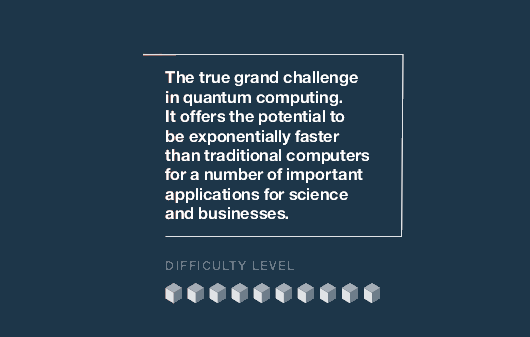 The true grand challenge
in quantum computing.
It offers the potential to
be exponentially faster
than traditional computers
for a number of important
applications for science
and businesses.
DIFFICULTY LEVEL